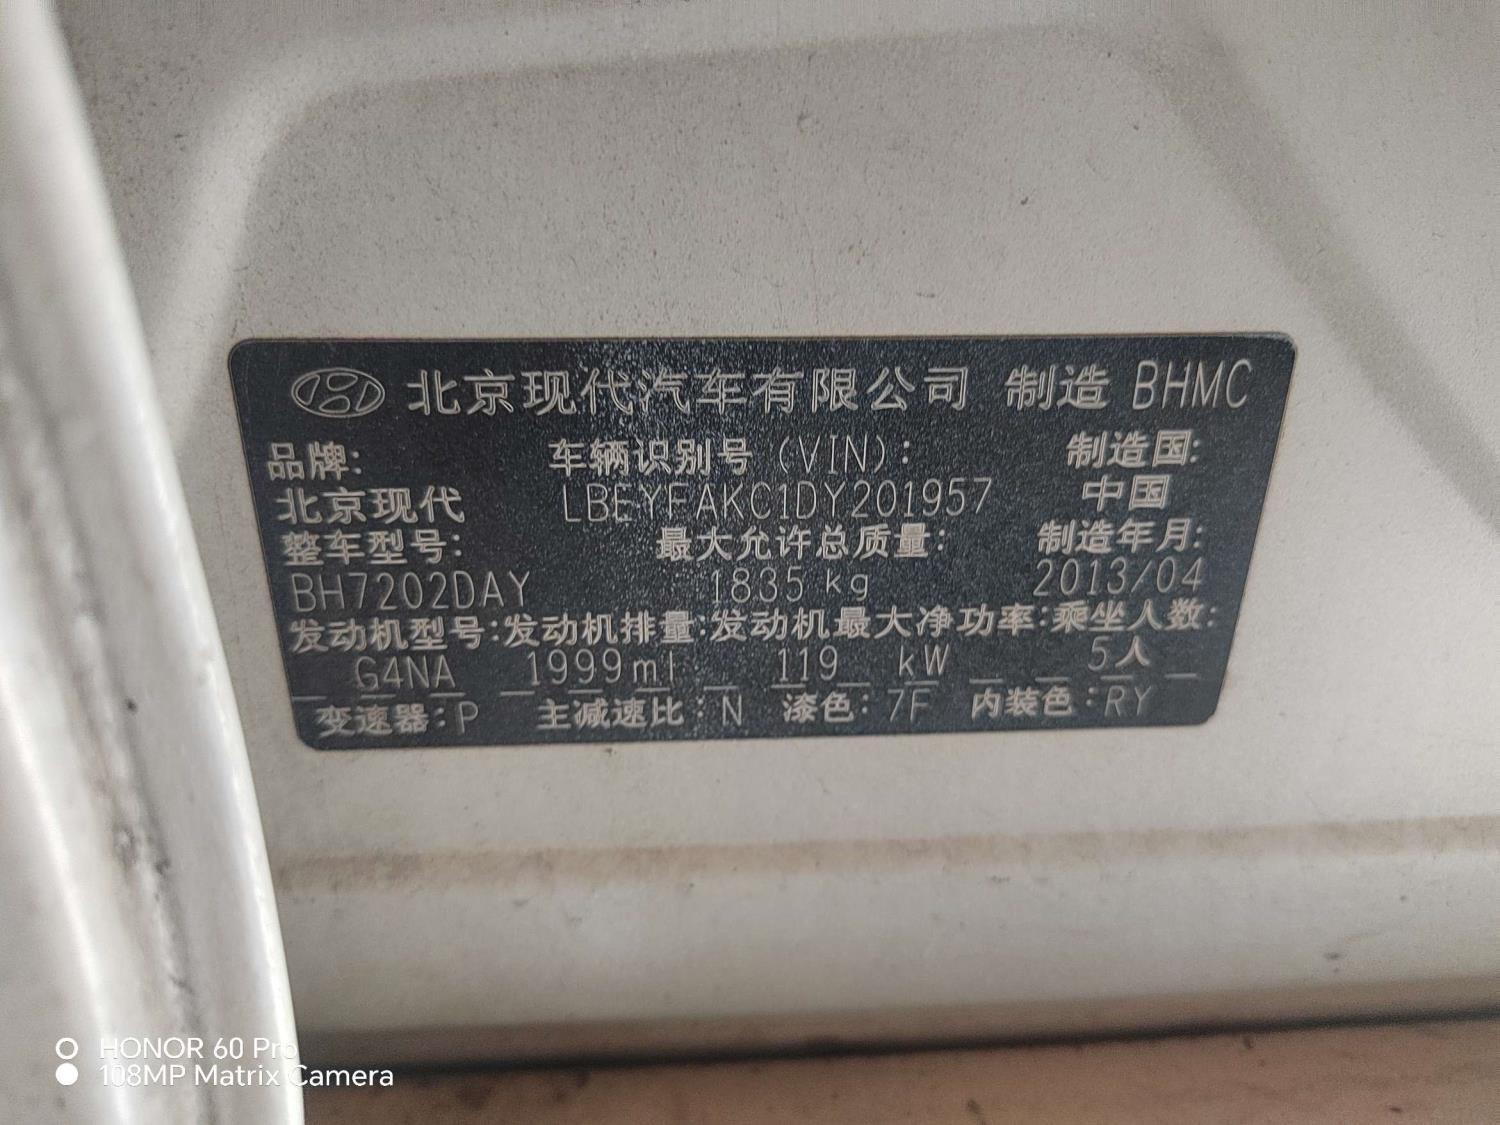 北京现代汽车有限公司 制造 BHMC
品牌: 车辆识别号 (VIN): 制造国:
北京现代 LBEYFAKC1DY201957 中国
整车型号: 最大允许总质量: 制造年月:
BH7202DAY 1835 kg 2013/04
发动机型号: 发动机排量: 发动机最大净功率: 乘坐人数:
G4NA 1999ml 119 kW 5人
变速器: P 主减速比: N 漆色: 7F 内装色: RY
HONOR 60 Pro
108MP Matrix Camera